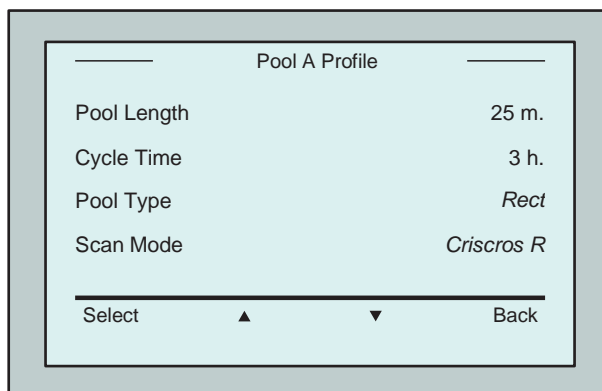 Pool A Profile
Pool Length 25 m.
Cycle Time 3 h.
Pool Type Rect
Scan Mode Criscros R
Select ▲ ▼ Back